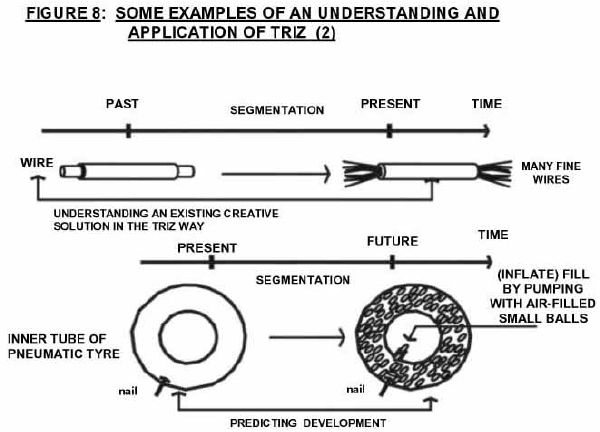 FIGURE 8: SOME EXAMPLES OF AN UNDERSTANDING AND
APPLICATION OF TRIZ (2)
PAST
SEGMENTATION
PRESENT
TIME
WIRE
MANY FINE
WIRES
UNDERSTANDING AN EXISTING CREATIVE
SOLUTION IN THE TRIZ WAY
PRESENT
SEGMENTATION
FUTURE
TIME
(INFLATE) FILL
BY PUMPING
WITH AIR-FILLED
SMALL BALLS
INNER TUBE OF
PNEUMATIC TYRE
nail
nail
PREDICTING DEVELOPMENT